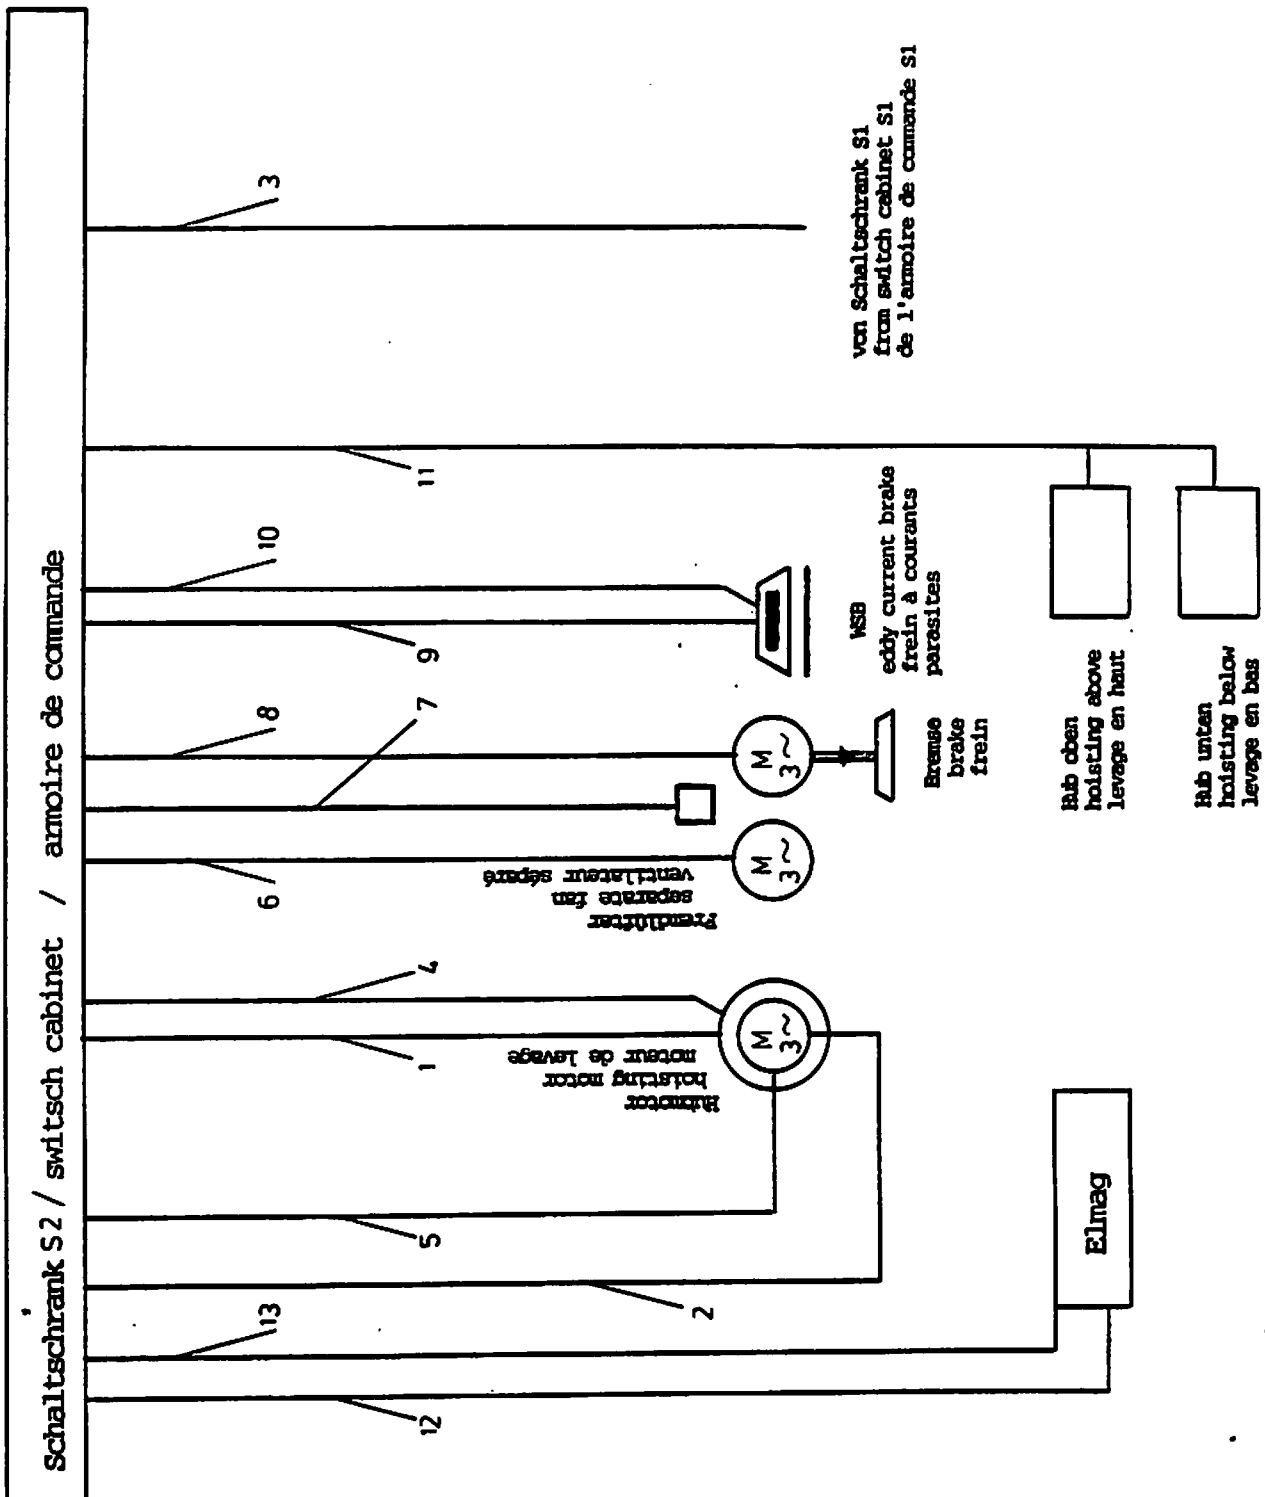 Schaltschrank S2 / switsch cabinet / armoire de commande
12
13
2
5
1
4
6
7
8
9
10
11
3
Hubmotor
hoisting motor
moteur de levage
Fremdlüfter
separate fan
ventilateur séparé
M
3~
M
3~
M
3~
Bremse
brake
frein
WSB
eddy current brake
frein à courants
parasites
von Schaltschrank S1
from switch cabinet S1
de l'armoire de commande S1
Elmag
Hub oben
hoisting above
levage en haut
Hub unten
hoisting below
levage en bas